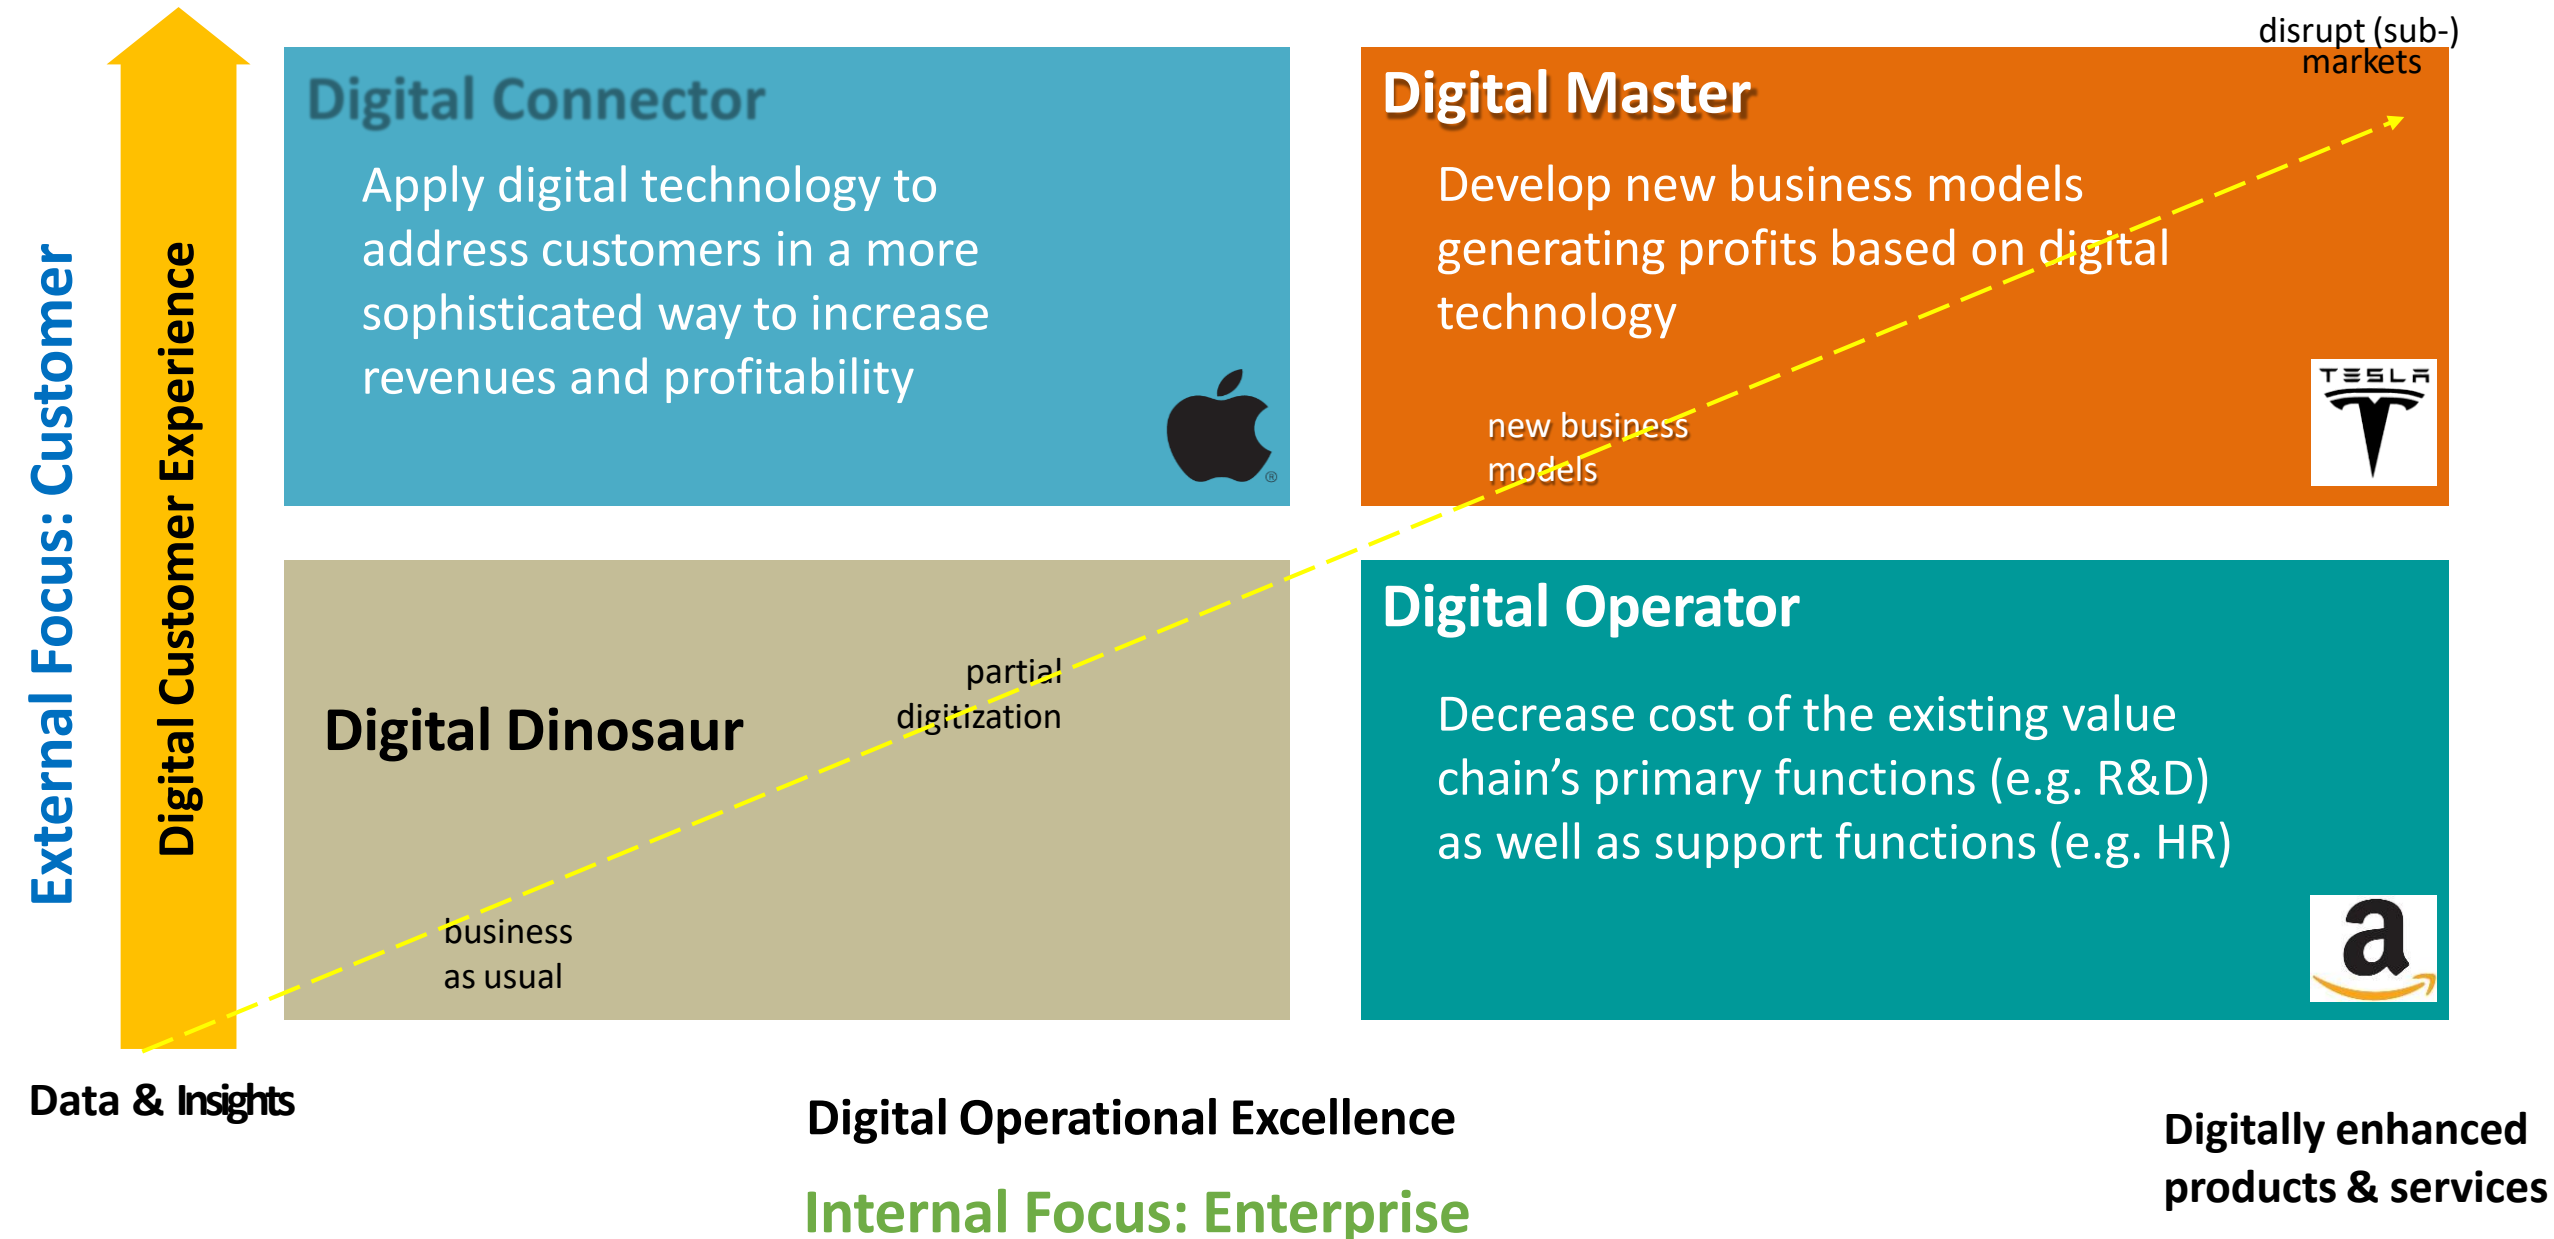 disrupt (sub-)
markets
External Focus: Customer
Digital Customer Experience
Digital Connector
Apply digital technology to
address customers in a more
sophisticated way to increase
revenues and profitability
®
Digital Master
Develop new business models
generating profits based on digital
technology
new business
models
TESLA
Digital Dinosaur
partial
digitization
business
as usual
Digital Operator
Decrease cost of the existing value
chain’s primary functions (e.g. R&D)
as well as support functions (e.g. HR)
a
Data & Insights
Digital Operational Excellence
Internal Focus: Enterprise
Digitally enhanced
products & services